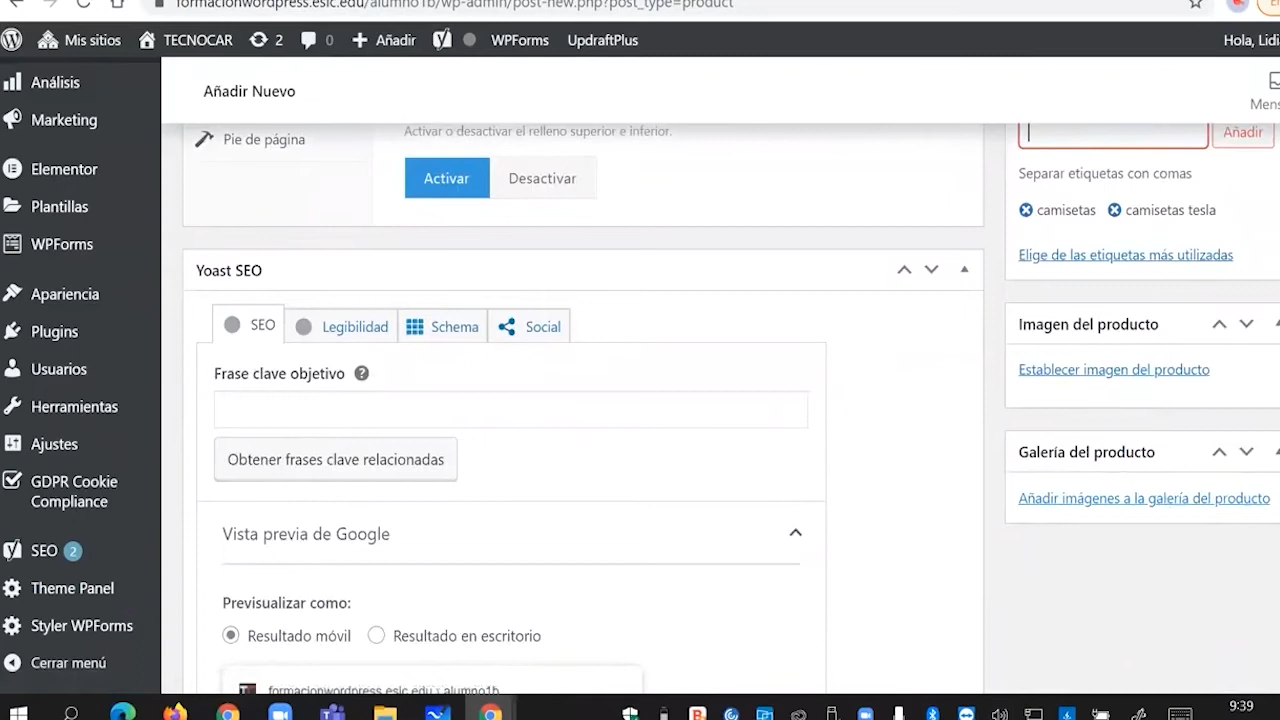 formacionwordpress.esic.edu/alumno1b/wp-admin/post-new.php?post_type=product
Mis sitios
TECNOCAR
2
0
Añadir
WPForms
UpdraftPlus
Hola, Lidi
Análisis
Marketing
Elementor
Plantillas
WPForms
Apariencia
Plugins
Usuarios
Herramientas
Ajustes
GDPR Cookie
Compliance
SEO 2
Theme Panel
Styler WPForms
Cerrar menú
Añadir Nuevo
Mens
Pie de página
Activar o desactivar el relleno superior e inferior.
Activar
Desactivar
Yoast SEO
SEO
Legibilidad
Schema
Social
Frase clave objetivo
Obtener frases clave relacionadas
Vista previa de Google
Previsualizar como:
Resultado móvil
Resultado en escritorio
formacionwordpress.esic.edu › alumno1b
Añadir
Separar etiquetas con comas
camisetas
camisetas tesla
Elige de las etiquetas más utilizadas
Imagen del producto
Establecer imagen del producto
Galería del producto
Añadir imágenes a la galería del producto
9:39